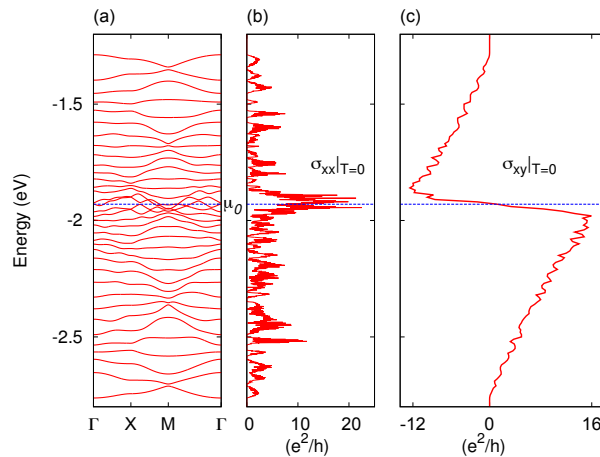 (a) (b) (c)
Energy (eV)
-1.5
-2
-2.5
Γ X M Γ
μ0
σxx|T=0
0 10 20
(e²/h)
σxy|T=0
-12 0 16
(e²/h)